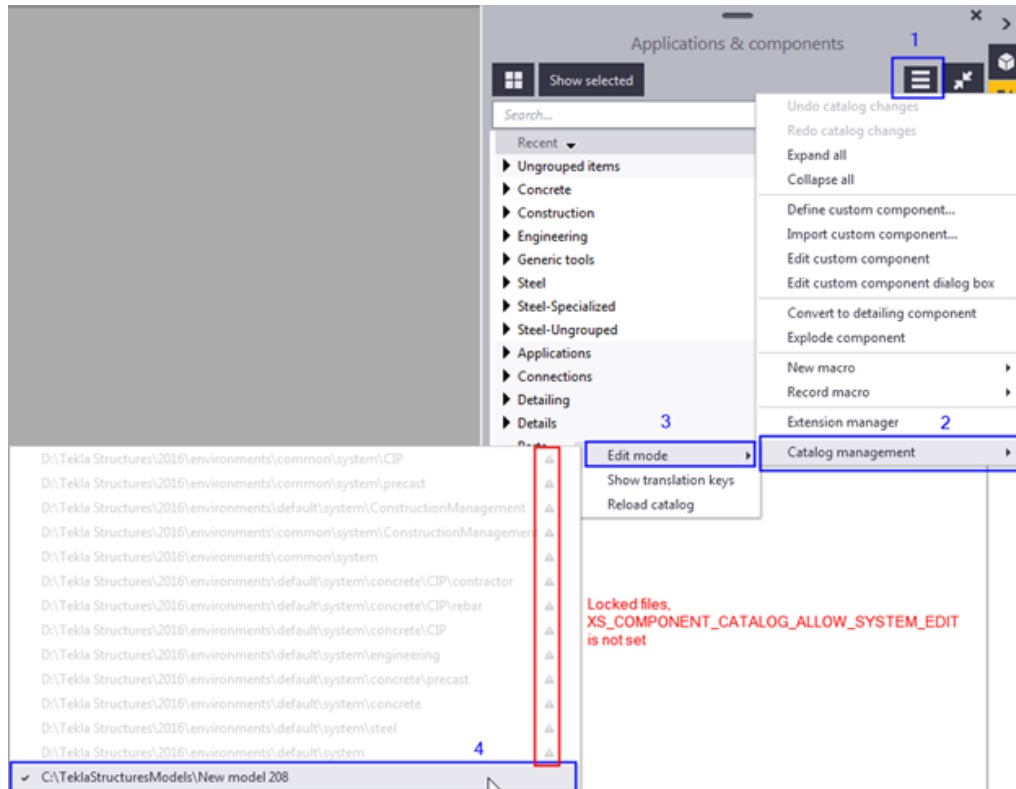 Applications & components
1
Show selected
Search...
Recent
Ungrouped items
Concrete
Construction
Engineering
Generic tools
Steel
Steel-Specialized
Steel-Ungrouped
Applications
Connections
Detailing
Details
Parts
Undo catalog changes
Redo catalog changes
Expand all
Collapse all
Define custom component...
Import custom component...
Edit custom component
Edit custom component dialog box
Convert to detailing component
Explode component
New macro
Record macro
Extension manager
2
Catalog management
3
Edit mode
Show translation keys
Reload catalog
D:\Tekla Structures\2016\environments\common\system\CIP
D:\Tekla Structures\2016\environments\common\system\precast
D:\Tekla Structures\2016\environments\default\system\ConstructionManagement
D:\Tekla Structures\2016\environments\common\system\ConstructionManagement
D:\Tekla Structures\2016\environments\common\system
D:\Tekla Structures\2016\environments\default\system\concrete\CIP\contractor
D:\Tekla Structures\2016\environments\default\system\concrete\CIP\rebar
D:\Tekla Structures\2016\environments\default\system\concrete\CIP
D:\Tekla Structures\2016\environments\default\system\engineering
D:\Tekla Structures\2016\environments\default\system\concrete\precast
D:\Tekla Structures\2016\environments\default\system\concrete
D:\Tekla Structures\2016\environments\default\system\steel
D:\Tekla Structures\2016\environments\default\system
4
C:\TeklaStructuresModels\New model 208
Locked files,
XS_COMPONENT_CATALOG_ALLOW_SYSTEM_EDIT
is not set